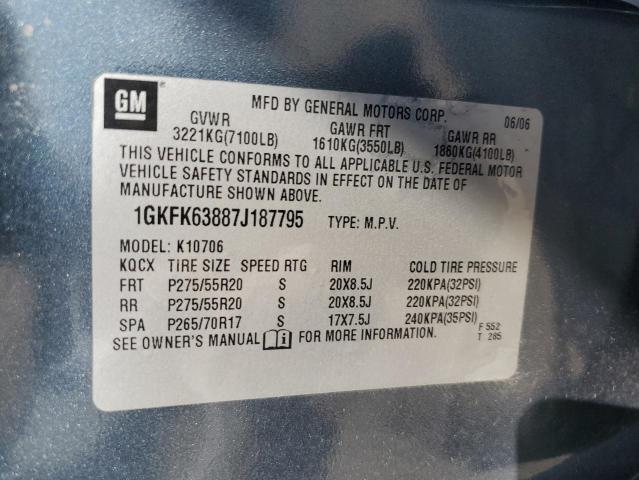 GM
MFD BY GENERAL MOTORS CORP. 06/06
GVWR GAWR FRT GAWR RR
3221KG(7100LB) 1610KG(3550LB) 1860KG(4100LB)
THIS VEHICLE CONFORMS TO ALL APPLICABLE U.S. FEDERAL MOTOR
VEHICLE SAFETY STANDARDS IN EFFECT ON THE DATE OF
MANUFACTURE SHOWN ABOVE.
1GKFK63887J187795 TYPE: M.P.V.
MODEL: K10706
KQCX TIRE SIZE SPEED RTG RIM COLD TIRE PRESSURE
FRT P275/55R20 S 20X8.5J 220KPA(32PSI)
RR P275/55R20 S 20X8.5J 220KPA(32PSI)
SPA P265/70R17 S 17X7.5J 240KPA(35PSI)
F 552
SEE OWNER'S MANUAL i FOR MORE INFORMATION. T 285